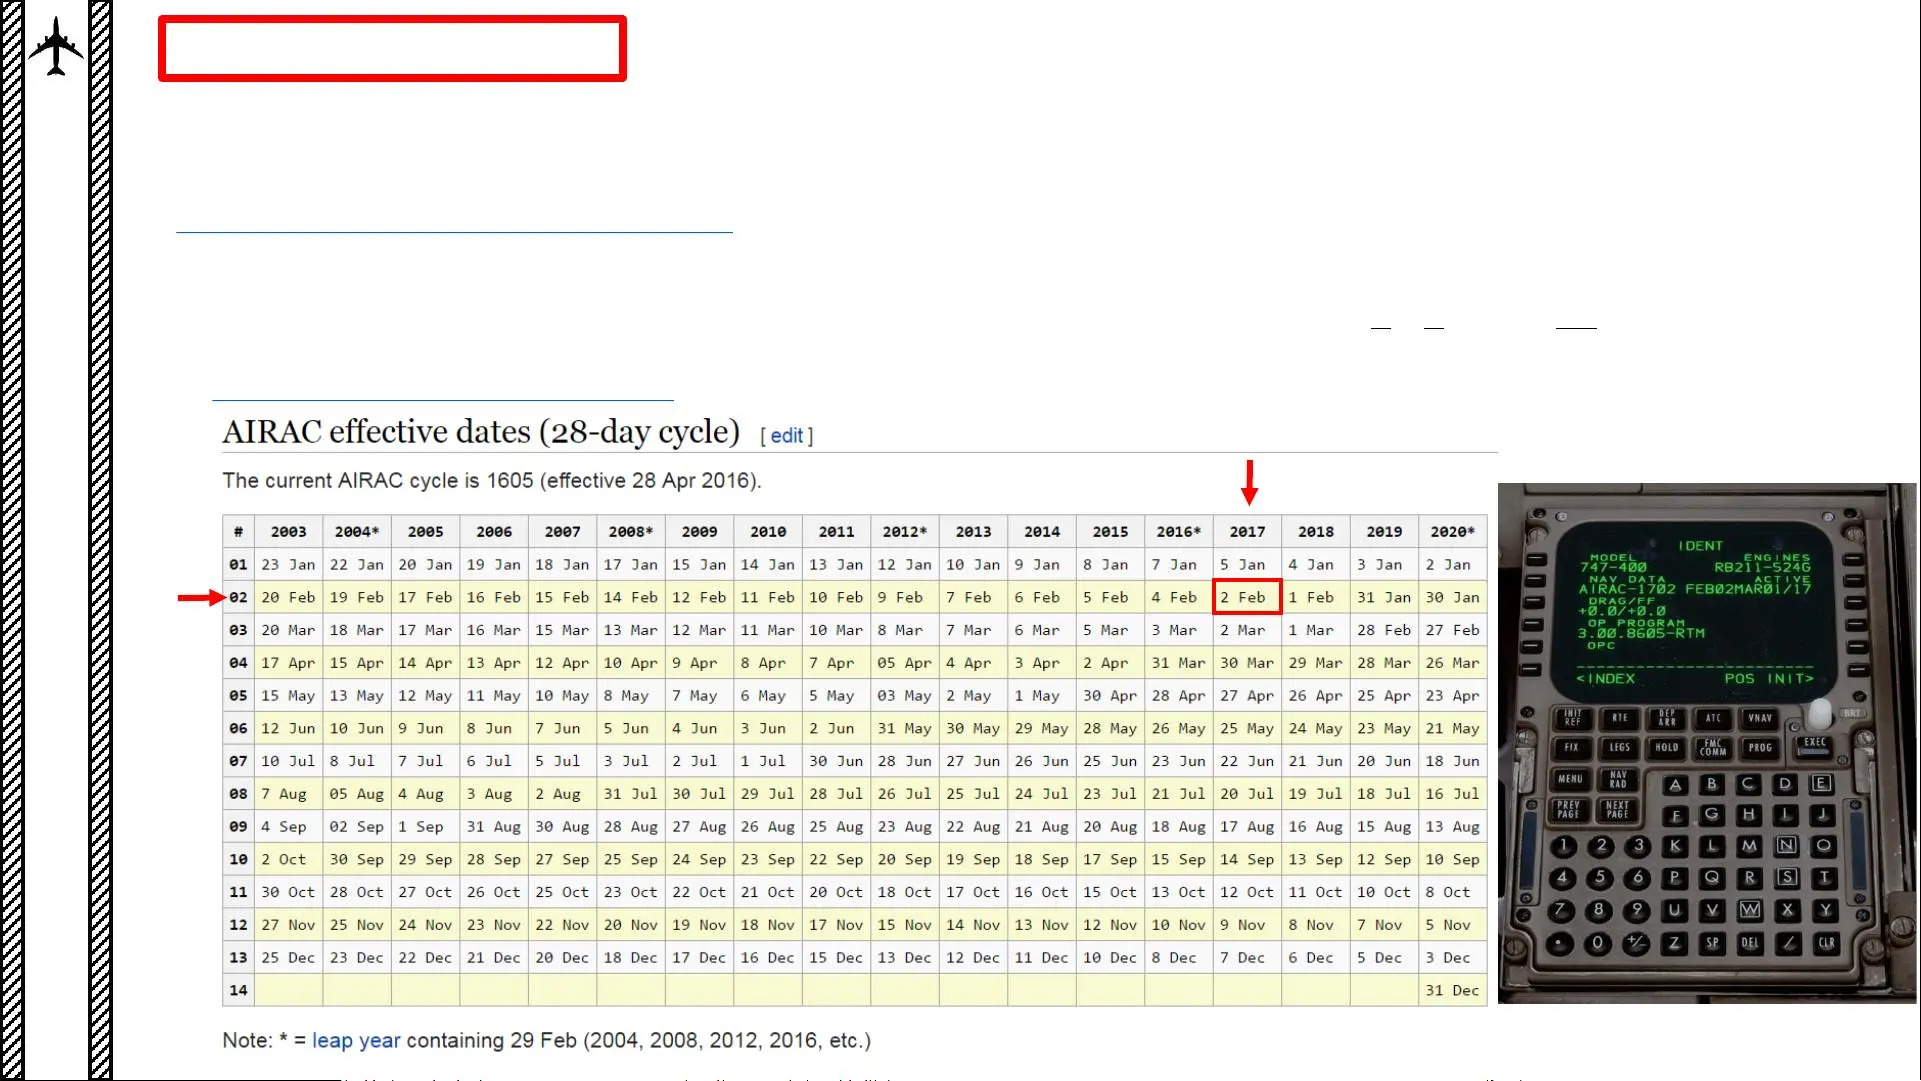 AIRAC effective dates (28-day cycle) [ edit ]
The current AIRAC cycle is 1605 (effective 28 Apr 2016).
# 2003 2004* 2005 2006 2007 2008* 2009 2010 2011 2012* 2013 2014 2015 2016* 2017 2018 2019 2020*
01 23 Jan 22 Jan 20 Jan 19 Jan 18 Jan 17 Jan 15 Jan 14 Jan 13 Jan 12 Jan 10 Jan 9 Jan 8 Jan 7 Jan 5 Jan 4 Jan 3 Jan 2 Jan
02 20 Feb 19 Feb 17 Feb 16 Feb 15 Feb 14 Feb 12 Feb 11 Feb 10 Feb 9 Feb 7 Feb 6 Feb 5 Feb 4 Feb 2 Feb 1 Feb 31 Jan 30 Jan
03 20 Mar 18 Mar 17 Mar 16 Mar 15 Mar 13 Mar 12 Mar 11 Mar 10 Mar 8 Mar 7 Mar 6 Mar 5 Mar 3 Mar 2 Mar 1 Mar 28 Feb 27 Feb
04 17 Apr 15 Apr 14 Apr 13 Apr 12 Apr 10 Apr 9 Apr 8 Apr 7 Apr 05 Apr 4 Apr 3 Apr 2 Apr 31 Mar 30 Mar 29 Mar 28 Mar 26 Mar
05 15 May 13 May 12 May 11 May 10 May 8 May 7 May 6 May 5 May 03 May 2 May 1 May 30 Apr 28 Apr 27 Apr 26 Apr 25 Apr 23 Apr
06 12 Jun 10 Jun 9 Jun 8 Jun 7 Jun 5 Jun 4 Jun 3 Jun 2 Jun 31 May 30 May 29 May 28 May 26 May 25 May 24 May 23 May 21 May
07 10 Jul 8 Jul 7 Jul 6 Jul 5 Jul 3 Jul 2 Jul 1 Jul 30 Jun 28 Jun 27 Jun 26 Jun 25 Jun 23 Jun 22 Jun 21 Jun 20 Jun 18 Jun
08 7 Aug 05 Aug 4 Aug 3 Aug 2 Aug 31 Jul 30 Jul 29 Jul 28 Jul 26 Jul 25 Jul 24 Jul 23 Jul 21 Jul 20 Jul 19 Jul 18 Jul 16 Jul
09 4 Sep 02 Sep 1 Sep 31 Aug 30 Aug 28 Aug 27 Aug 26 Aug 25 Aug 23 Aug 22 Aug 21 Aug 20 Aug 18 Aug 17 Aug 16 Aug 15 Aug 13 Aug
10 2 Oct 30 Sep 29 Sep 28 Sep 27 Sep 25 Sep 24 Sep 23 Sep 22 Sep 20 Sep 19 Sep 18 Sep 17 Sep 15 Sep 14 Sep 13 Sep 12 Sep 10 Sep
11 30 Oct 28 Oct 27 Oct 26 Oct 25 Oct 23 Oct 22 Oct 21 Oct 20 Oct 18 Oct 17 Oct 16 Oct 15 Oct 13 Oct 12 Oct 11 Oct 10 Oct 8 Oct
12 27 Nov 25 Nov 24 Nov 23 Nov 22 Nov 20 Nov 19 Nov 18 Nov 17 Nov 15 Nov 14 Nov 13 Nov 12 Nov 10 Nov 9 Nov 8 Nov 7 Nov 5 Nov
13 25 Dec 23 Dec 22 Dec 21 Dec 20 Dec 18 Dec 17 Dec 16 Dec 15 Dec 13 Dec 12 Dec 11 Dec 10 Dec 8 Dec 7 Dec 6 Dec 5 Dec 3 Dec
14 31 Dec
Note: * = leap year containing 29 Feb (2004, 2008, 2012, 2016, etc.)
IDENT
MODEL ENGINES
747-400 RB211-524G
NAV DATA ACTIVE
AIRAC-1702 FEB02MAR01/17
DRAG/FF
+0.0/+0.0
OP PROGRAM
3.00.8605-RTM
OPC
<INDEX POS INIT>
INIT REF RTE DEP ARR ATC VNAV BRT
FIX LEGS HOLD FMC COMM PROG EXEC
MENU NAV RAD A B C D E
PREV PAGE NEXT PAGE F G H I J
1 2 3 K L M N O
4 5 6 P Q R S T
7 8 9 U V W X Y
. 0 +/- Z SP DEL / CLR